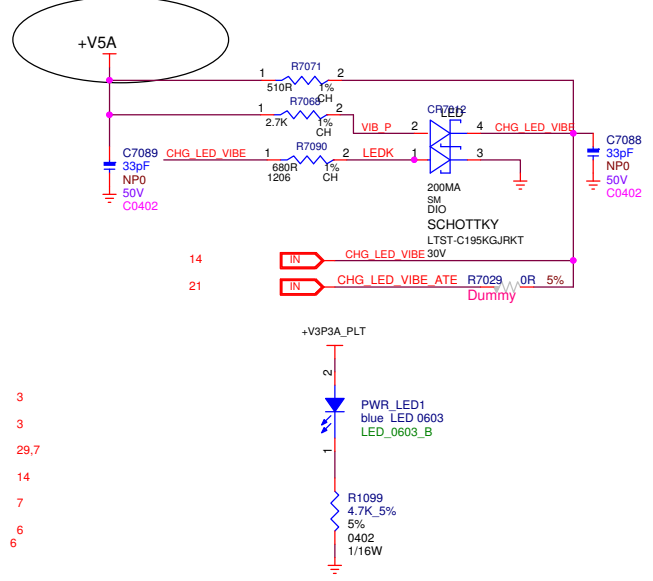 +V5A
1 R7071 2
510R 1%
CH
1 R7068 2
2.7K 1%
CH
VIB_P 2 CR7012 4 CHG_LED_VIBE
LED
C7089 CHG_LED_VIBE 1 R7090 2 LEDK 1 3
33pF
NP0
50V
C0402
680R 1%
1206 CH
C7088
33pF
NP0
50V
C0402
200MA
SM
DIO
SCHOTTKY
LTST-C195KGJRKT
30V
14 IN CHG_LED_VIBE
21 IN CHG_LED_VIBE_ATE R7029 0R 5%
Dummy
+V3P3A_PLT
2
PWR_LED1
blue LED 0603
LED_0603_B
1
R1099
4.7K_5%
5%
0402
1/16W
3
3
29,7
14
7
6
6